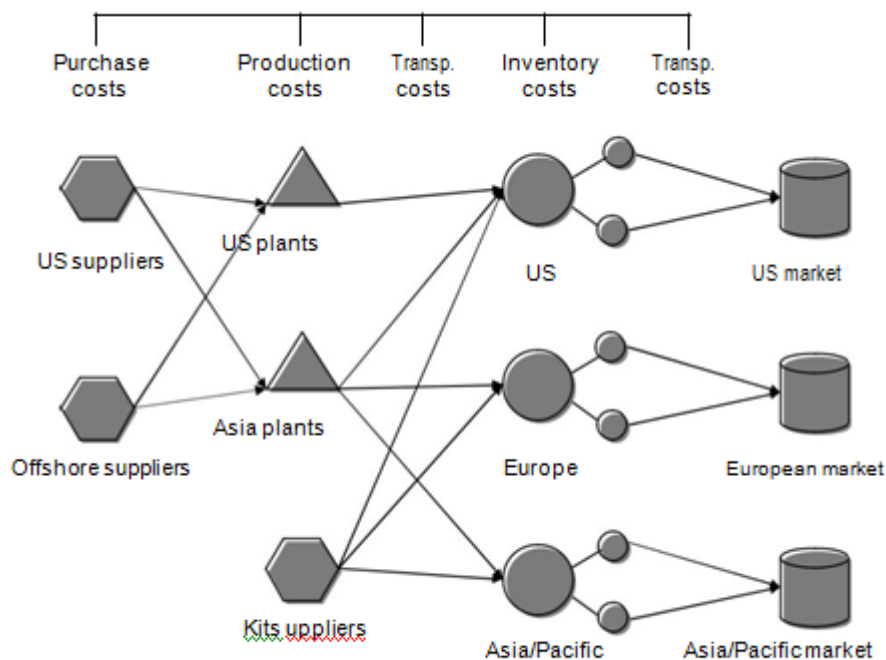 Purchase costs
Production costs
Transp. costs
Inventory costs
Transp. costs
US suppliers
US plants
US
US market
Offshore suppliers
Asia plants
Europe
European market
Kits uppliers
Asia/Pacific
Asia/Pacific market